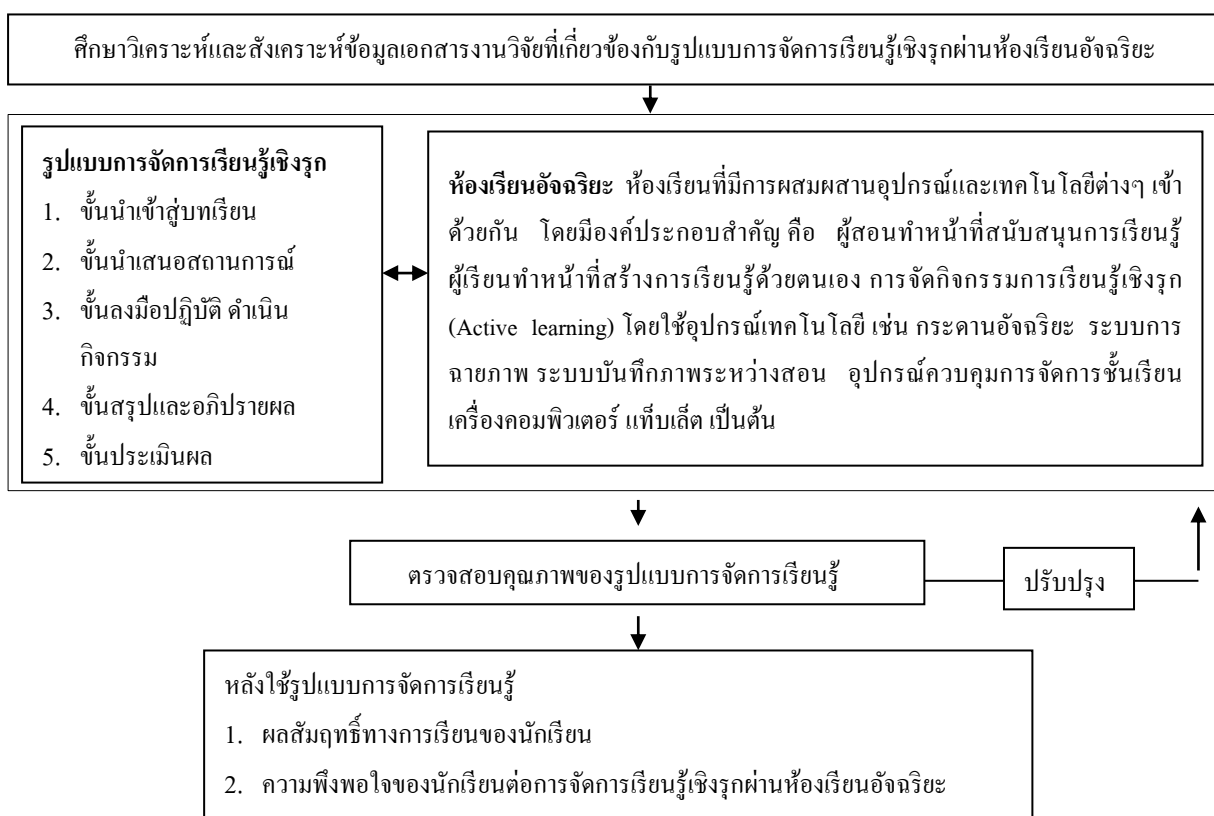 ศึกษาวิเคราะห์และสังเคราะห์ข้อมูลเอกสารงานวิจัยที่เกี่ยวข้องกับรูปแบบการจัดการเรียนรู้เชิงรุกผ่านห้องเรียนอัจฉริยะ
รูปแบบการจัดการเรียนรู้เชิงรุก
1. ขั้นนำเข้าสู่บทเรียน
2. ขั้นนำเสนอสถานการณ์
3. ขั้นลงมือปฏิบัติ ดำเนิน
กิจกรรม
4. ขั้นสรุปและอภิปรายผล
5. ขั้นประเมินผล
ห้องเรียนอัจฉริยะ ห้องเรียนที่มีการผสมผสานอุปกรณ์และเทคโนโลยีต่างๆ เข้า
ด้วยกัน โดยมีองค์ประกอบสำคัญ คือ ผู้สอนทำหน้าที่สนับสนุนการเรียนรู้
ผู้เรียนทำหน้าที่สร้างการเรียนรู้ด้วยตนเอง การจัดกิจกรรมการเรียนรู้เชิงรุก
(Active learning) โดยใช้อุปกรณ์เทคโนโลยี เช่น กระดานอัจฉริยะ ระบบการ
ฉายภาพ ระบบบันทึกภาพระหว่างสอน อุปกรณ์ควบคุมการจัดการชั้นเรียน
เครื่องคอมพิวเตอร์ แท็บเล็ต เป็นต้น
ตรวจสอบคุณภาพของรูปแบบการจัดการเรียนรู้
ปรับปรุง
หลังใช้รูปแบบการจัดการเรียนรู้
1. ผลสัมฤทธิ์ทางการเรียนของนักเรียน
2. ความพึงพอใจของนักเรียนต่อการจัดการเรียนรู้เชิงรุกผ่านห้องเรียนอัจฉริยะ